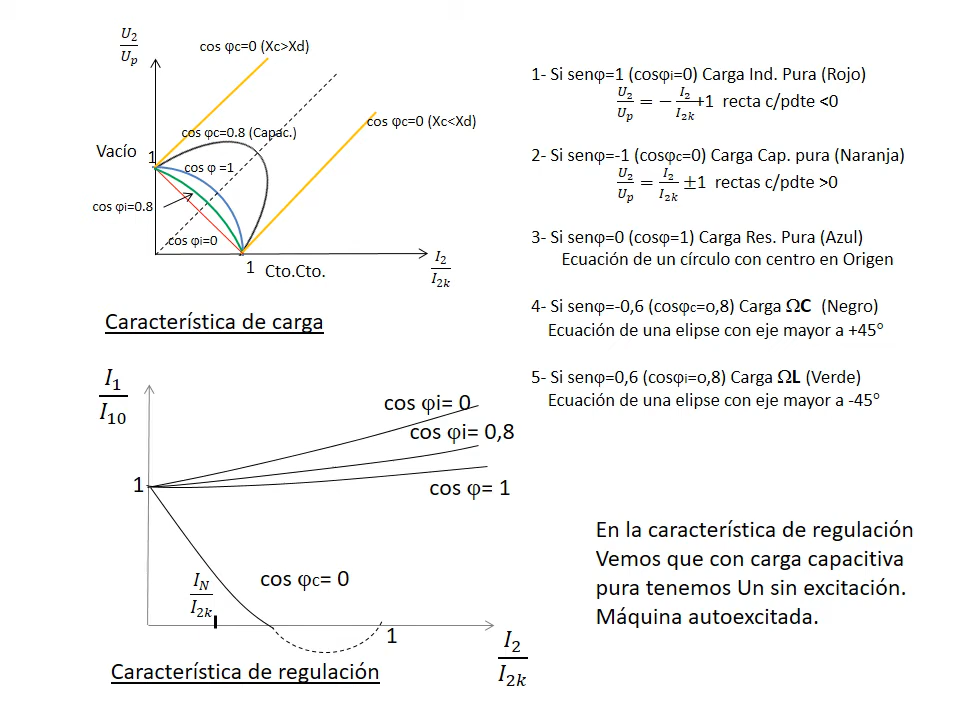 U₂/Uₚ
cos φc=0 (Xc>Xd)
cos φc=0 (Xc<Xd)
cos φc=0.8 (Capac.)
Vacío 1
cos φ =1
cos φi=0.8
cos φi=0
1 Cto.Cto.
I₂/I₂ₖ
Característica de carga
1- Si senφ=1 (cosφi=0) Carga Ind. Pura (Rojo)
U₂/Uₚ = − I₂/I₂ₖ +1 recta c/pdte <0
2- Si senφ=-1 (cosφc=0) Carga Cap. pura (Naranja)
U₂/Uₚ = I₂/I₂ₖ ±1 rectas c/pdte >0
3- Si senφ=0 (cosφ=1) Carga Res. Pura (Azul)
Ecuación de un círculo con centro en Origen
4- Si senφ=-0,6 (cosφc=o,8) Carga ΩC (Negro)
Ecuación de una elipse con eje mayor a +45°
5- Si senφ=0,6 (cosφi=o,8) Carga ΩL (Verde)
Ecuación de una elipse con eje mayor a -45°
I₁/I₁₀
cos φi= 0
cos φi= 0,8
1
cos φ= 1
cos φc= 0
I_N/I₂ₖ
1
I₂/I₂ₖ
Característica de regulación
En la característica de regulación
Vemos que con carga capacitiva
pura tenemos Un sin excitación.
Máquina autoexcitada.